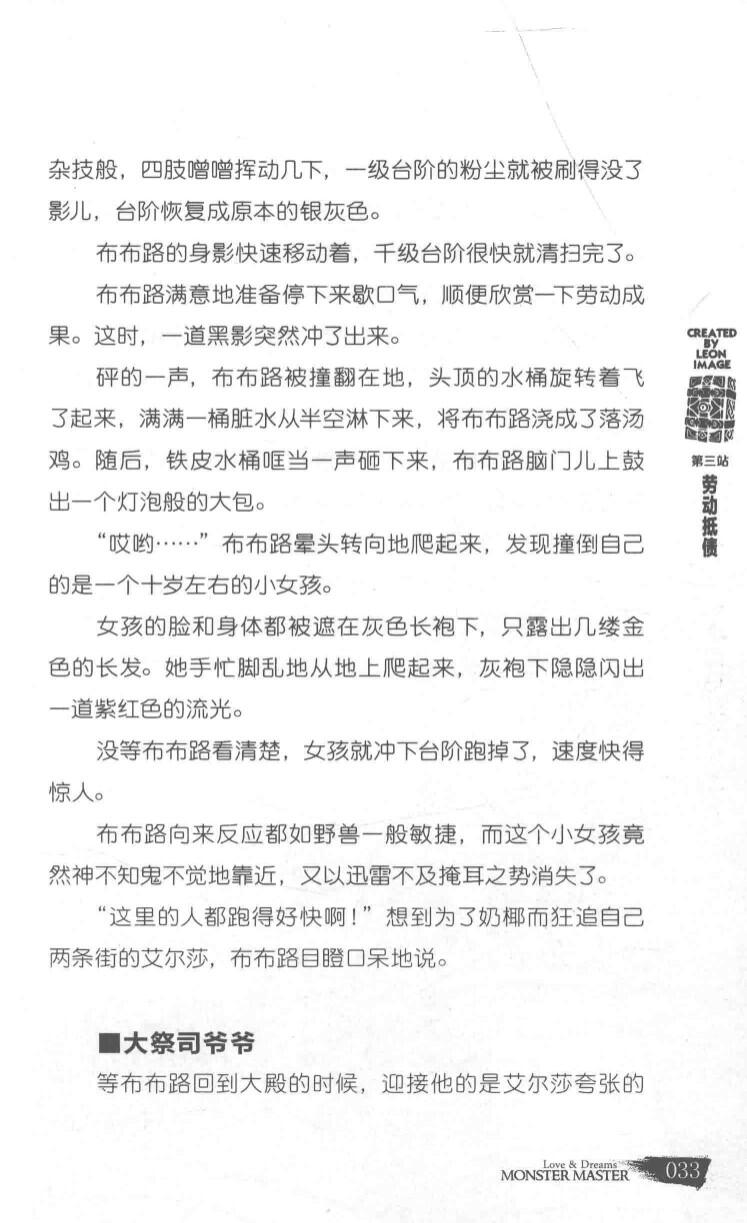 杂技般，四肢噌噌挥动几下，一级台阶的粉尘就被刷得没了
影儿，台阶恢复成原本的银灰色。
布布路的身影快速移动着，千级台阶很快就清扫完了。
布布路满意地准备停下来歇口气，顺便欣赏一下劳动成
果。这时，一道黑影突然冲了出来。
砰的一声，布布路被撞翻在地，头顶的水桶旋转着飞
了起来，满满一桶脏水从半空淋下来，将布布路浇成了落汤
鸡。随后，铁皮水桶哐当一声砸下来，布布路脑门儿上鼓
出一个灯泡般的大包。
“哎哟……”布布路晕头转向地爬起来，发现撞倒自己
的是一个十岁左右的小女孩。
女孩的脸和身体都被遮在灰色长袍下，只露出几缕金
色的长发。她手忙脚乱地从地上爬起来，灰袍下隐隐闪出
一道紫红色的流光。
没等布布路看清楚，女孩就冲下台阶跑掉了，速度快得
惊人。
布布路向来反应都如野兽一般敏捷，而这个小女孩竟
然神不知鬼不觉地靠近，又以迅雷不及掩耳之势消失了。
“这里的人都跑得好快啊！”想到为了奶椰而狂追自己
两条街的艾尔莎，布布路目瞪口呆地说。
■大祭司爷爷
等布布路回到大殿的时候，迎接他的是艾尔莎夸张的
CREATED
BY
LEON
IMAGE
第三站
劳动抵债
Love & Dreams
MONSTER MASTER
033